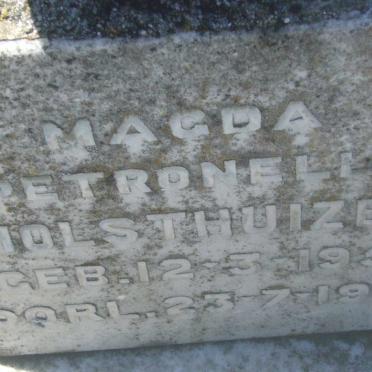 MAGDA
PETRONELL
HOLSTHUIZE
GEB. 12-3-19
OORL. 23-7-19